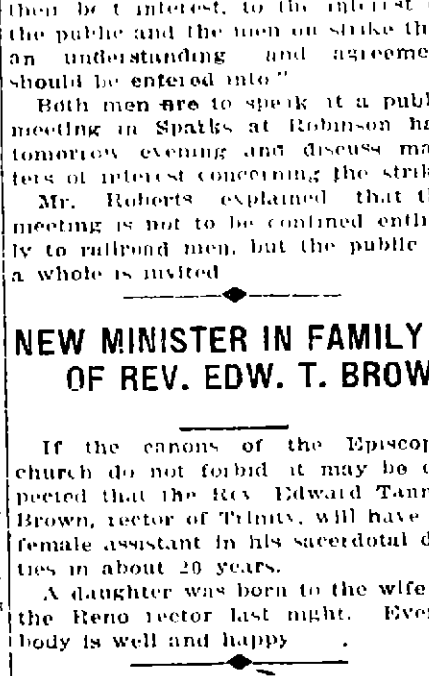 then be t interest, to the interest
the public and the men on strike th
an understanding and agreeme
should be entered into"
Both men are to speak at a publ
meeting in Sparks at Robinson ha
tomorrow evening and discuss ma
ters of interest concerning the strik
Mr. Roberts explained that t
meeting is not to be confined entir
ly to railroad men, but the public
a whole is invited
NEW MINISTER IN FAMILY
OF REV. EDW. T. BROW
If the canons of the Episcop
church do not forbid it may be e
pected that the Rev Edward Tann
Brown, rector of Trinity, will have
female assistant in his sacerdotal d
ties in about 20 years.
A daughter was born to the wife
the Reno rector last night. Ever
body is well and happy .